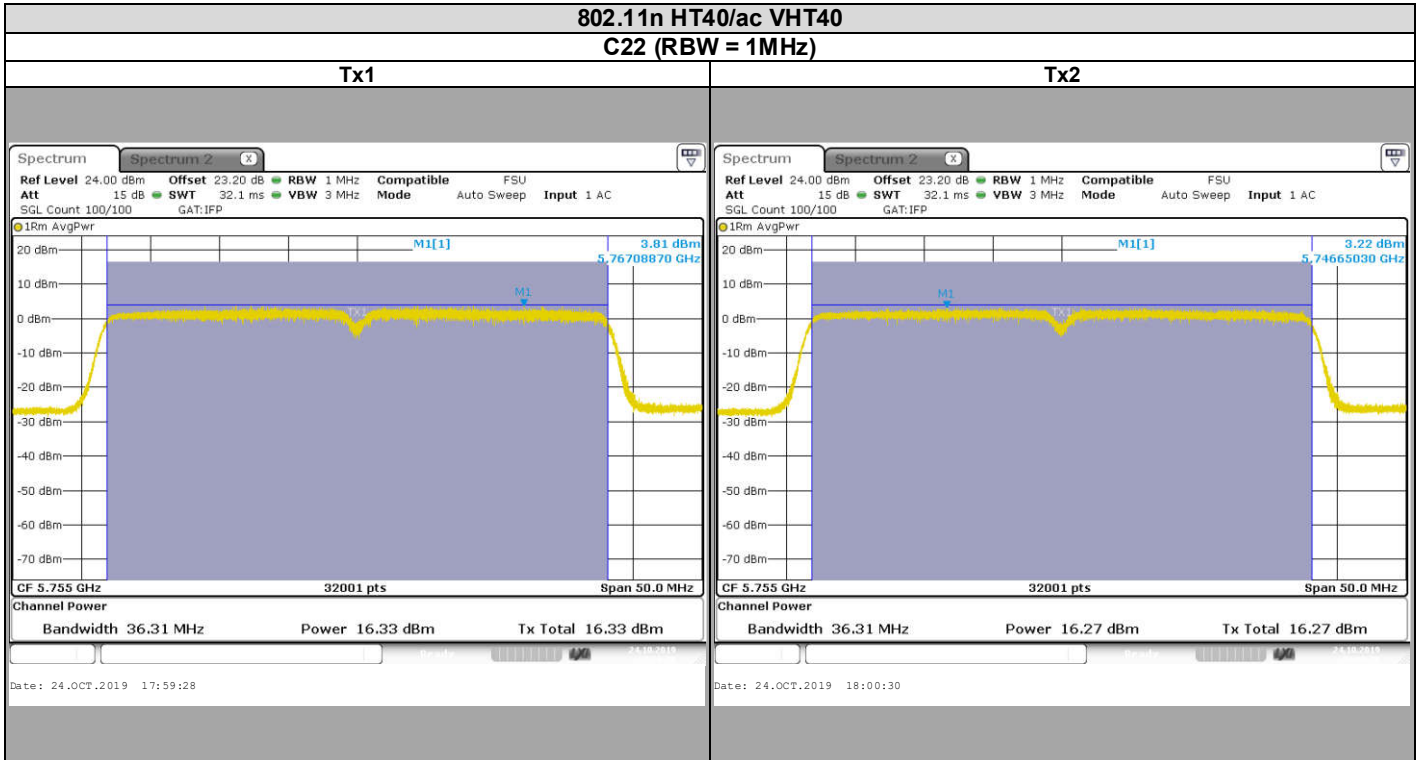 802.11n HT40/ac VHT40
C22 (RBW = 1MHz)
Tx1
Spectrum Spectrum 2 X
Ref Level 24.00 dBm Offset 23.20 dB RBW 1 MHz Compatible FSU
Att 15 dB SWT 32.1 ms VBW 3 MHz Mode Auto Sweep Input 1 AC
SGL Count 100/100 GAT:IFP
1Rm AvgPwr
M1[1] 3.81 dBm
5.76708870 GHz
20 dBm
10 dBm
M1
0 dBm
TX1
-10 dBm
-20 dBm
-30 dBm
-40 dBm
-50 dBm
-60 dBm
-70 dBm
CF 5.755 GHz 32001 pts Span 50.0 MHz
Channel Power
Bandwidth 36.31 MHz Power 16.33 dBm Tx Total 16.33 dBm
Ready 24.10.2019
Date: 24.OCT.2019 17:59:28
Tx2
Spectrum Spectrum 2 X
Ref Level 24.00 dBm Offset 23.20 dB RBW 1 MHz Compatible FSU
Att 15 dB SWT 32.1 ms VBW 3 MHz Mode Auto Sweep Input 1 AC
SGL Count 100/100 GAT:IFP
1Rm AvgPwr
M1[1] 3.22 dBm
5.74665030 GHz
20 dBm
10 dBm
M1
0 dBm
TX1
-10 dBm
-20 dBm
-30 dBm
-40 dBm
-50 dBm
-60 dBm
-70 dBm
CF 5.755 GHz 32001 pts Span 50.0 MHz
Channel Power
Bandwidth 36.31 MHz Power 16.27 dBm Tx Total 16.27 dBm
Ready 24.10.2019
Date: 24.OCT.2019 18:00:30